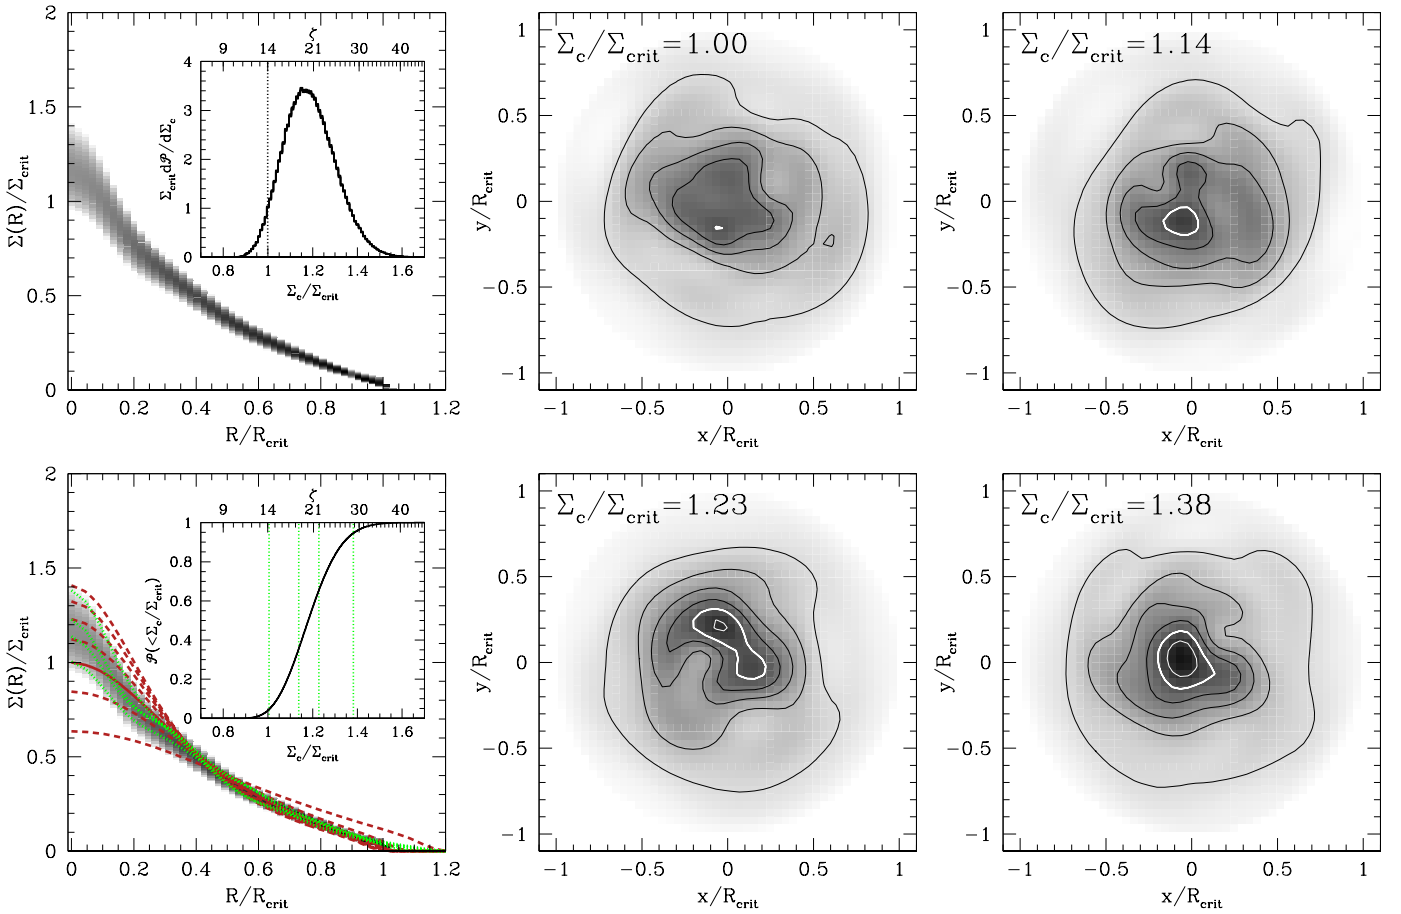 2
1.5
1
0.5
0
Σ(R)/Σcrit
0 0.2 0.4 0.6 0.8 1 1.2
R/Rcrit
ζ
9 14 21 30 40
4
3
2
1
0
Σcrit d𝒫/dΣc
0.8 1 1.2 1.4 1.6
Σc/Σcrit
Σc/Σcrit=1.00
1
0.5
0
−0.5
−1
y/Rcrit
−1 −0.5 0 0.5 1
x/Rcrit
Σc/Σcrit=1.14
1
0.5
0
−0.5
−1
y/Rcrit
−1 −0.5 0 0.5 1
x/Rcrit
2
1.5
1
0.5
0
Σ(R)/Σcrit
0 0.2 0.4 0.6 0.8 1 1.2
R/Rcrit
ζ
9 14 21 30 40
1
0.8
0.6
0.4
0.2
0
𝒫(<Σc/Σcrit)
0.8 1 1.2 1.4 1.6
Σc/Σcrit
Σc/Σcrit=1.23
1
0.5
0
−0.5
−1
y/Rcrit
−1 −0.5 0 0.5 1
x/Rcrit
Σc/Σcrit=1.38
1
0.5
0
−0.5
−1
y/Rcrit
−1 −0.5 0 0.5 1
x/Rcrit